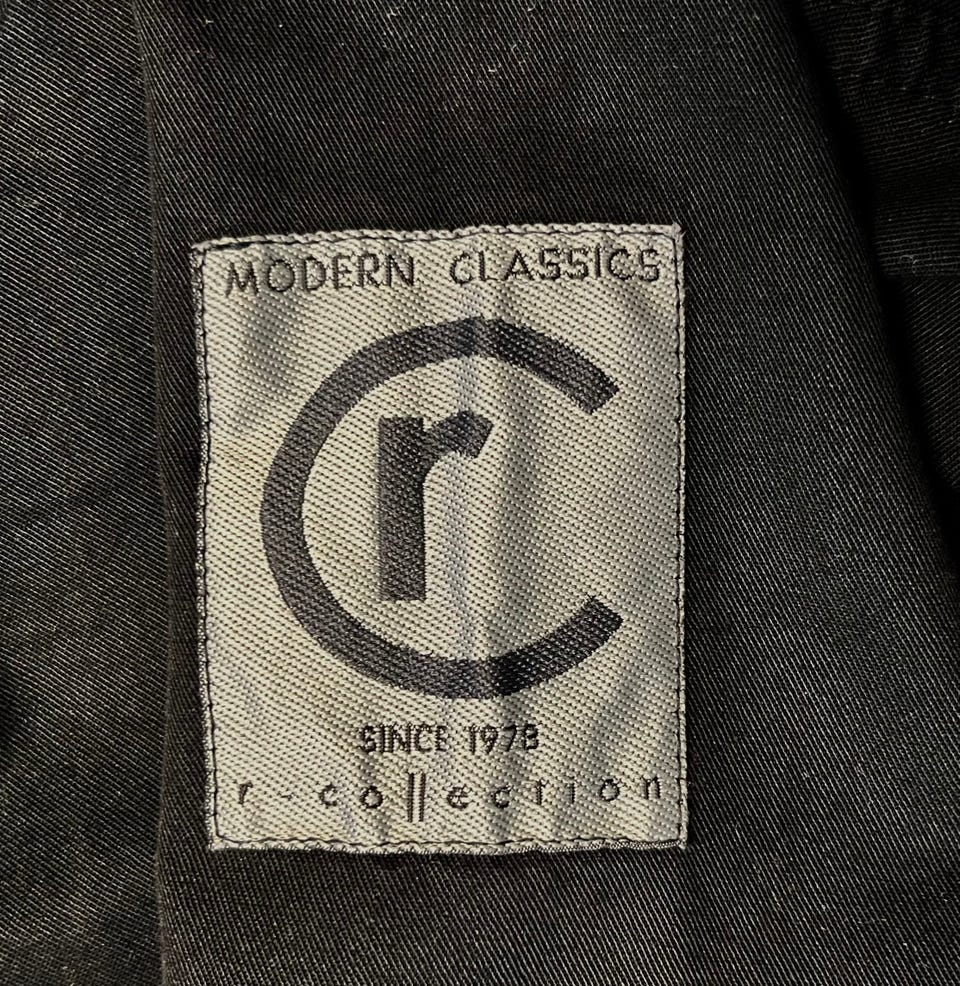 MODERN CLASSICS
r
C
SINCE 1978
r-collection